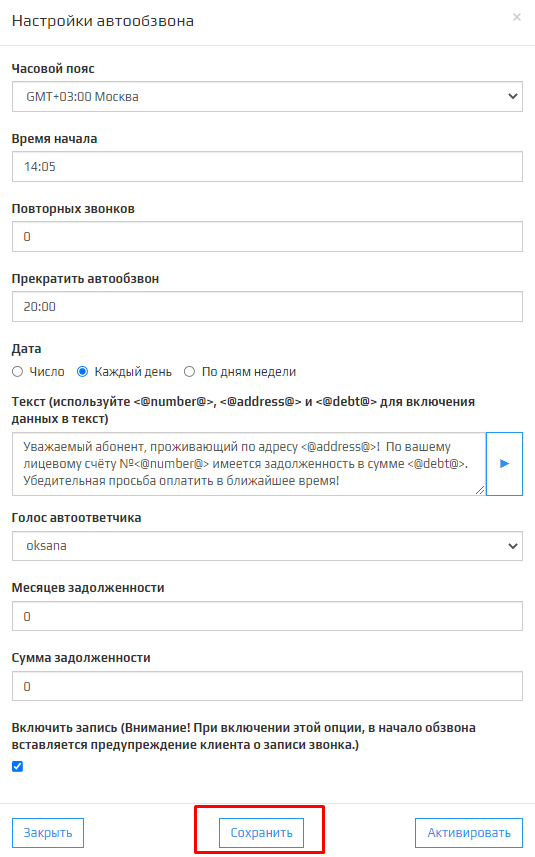 Настройки автообзвона
×
Часовой пояс
GMT+03:00 Москва
Время начала
14:05
Повторных звонков
0
Прекратить автообзвон
20:00
Дата
Число Каждый день По дням недели
Текст (используйте <@number@>, <@address@> и <@debt@> для включения
данных в текст)
Уважаемый абонент, проживающий по адресу <@address@>! По вашему
лицевому счёту №<@number@> имеется задолженность в сумме <@debt@>.
Убедительная просьба оплатить в ближайшее время!
Голос автоответчика
oksana
Месяцев задолженности
0
Сумма задолженности
0
Включить запись (Внимание! При включении этой опции, в начало обзвона
вставляется предупреждение клиента о записи звонка.)
Закрыть Сохранить Активировать